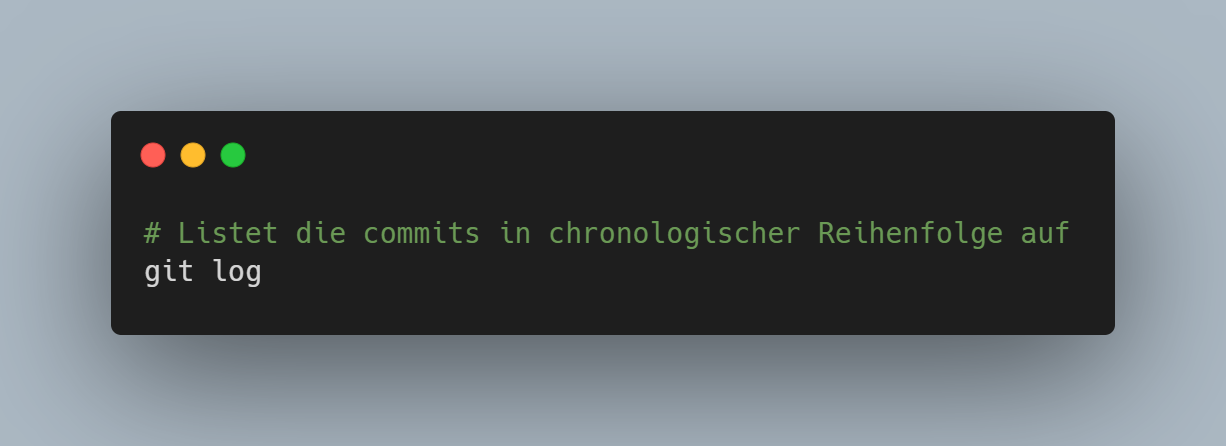 # Listet die commits in chronologischer Reihenfolge auf
git log